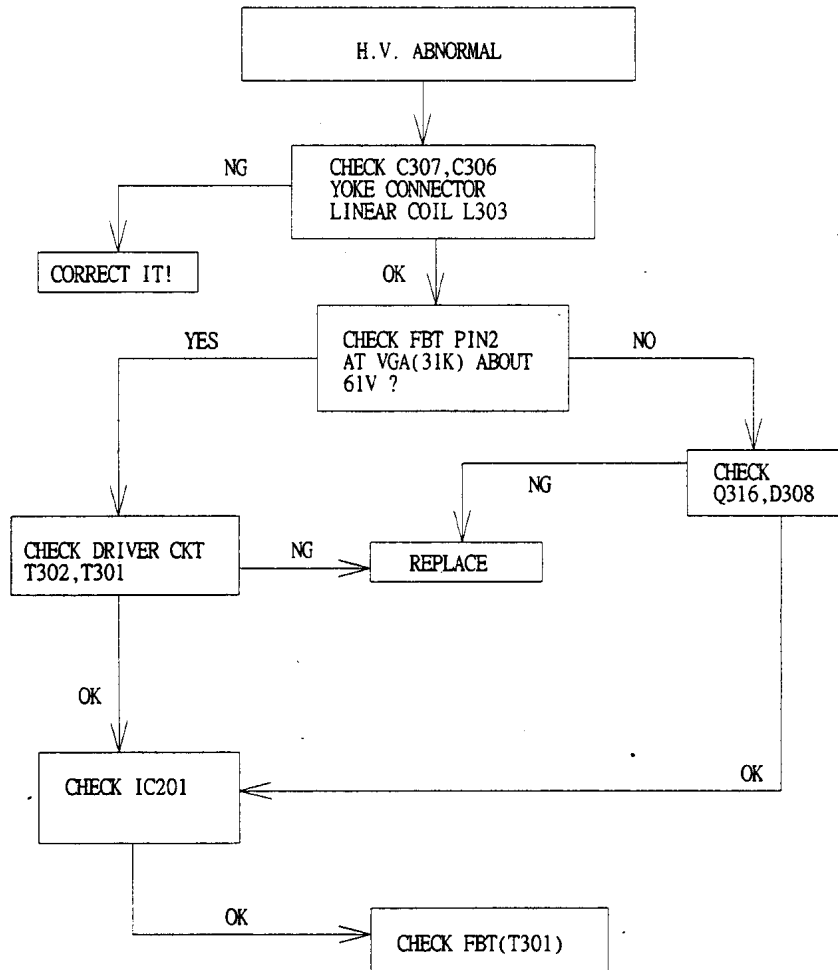 H.V. ABNORMAL
NG
CHECK C307,C306
YOKE CONNECTOR
LINEAR COIL L303
CORRECT IT!
OK
YES
CHECK FBT PIN2
AT VGA(31K) ABOUT
61V ?
NO
CHECK
Q316,D308
NG
CHECK DRIVER CKT
T302,T301
NG
REPLACE
OK
CHECK IC201
OK
OK
CHECK FBT(T301)